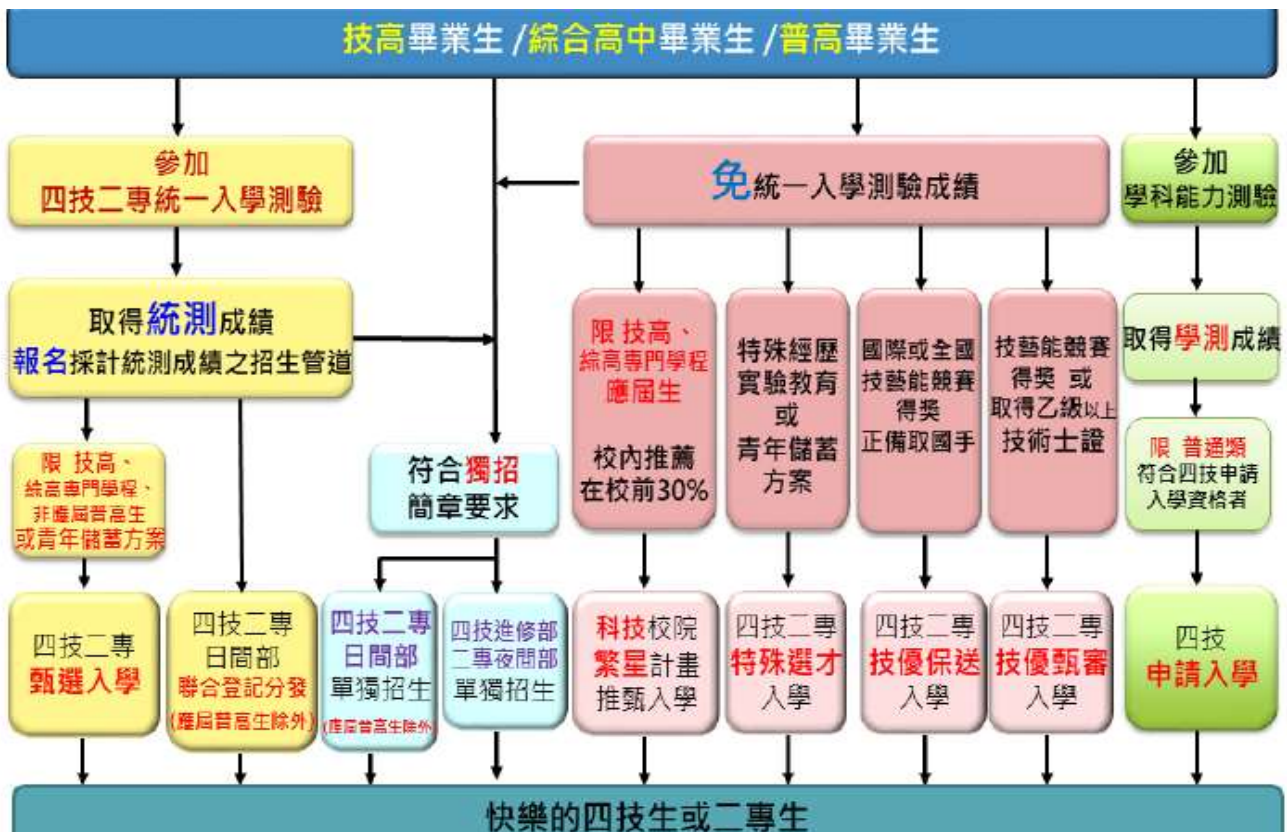 技高畢業生 /綜合高中畢業生 /普高畢業生
參加
四技二專統一入學測驗
免統一入學測驗成績
參加
學科能力測驗
取得統測成績
報名採計統測成績之招生管道
限 技高、
綜高專門學程
應屆生
校內推薦
在校前30%
特殊經歷
實驗教育
或
青年儲蓄
方案
國際或全國
技藝能競賽
得獎
正備取國手
技藝能競賽
得獎 或
取得乙級以上
技術士證
取得學測成績
限 技高、
綜高專門學程、
非應屆普高生
或青年儲蓄方案
符合獨招
簡章要求
限 普通類
符合四技申請
入學資格者
四技二專
甄選入學
四技二專
日間部
聯合登記分發
(應屆普高生除外)
四技二專
日間部
單獨招生
(應屆普高生除外)
四技進修部
二專夜間部
單獨招生
科技校院
繁星計畫
推甄入學
四技二專
特殊選才
入學
四技二專
技優保送
入學
四技二專
技優甄審
入學
四技
申請入學
快樂的四技生或二專生